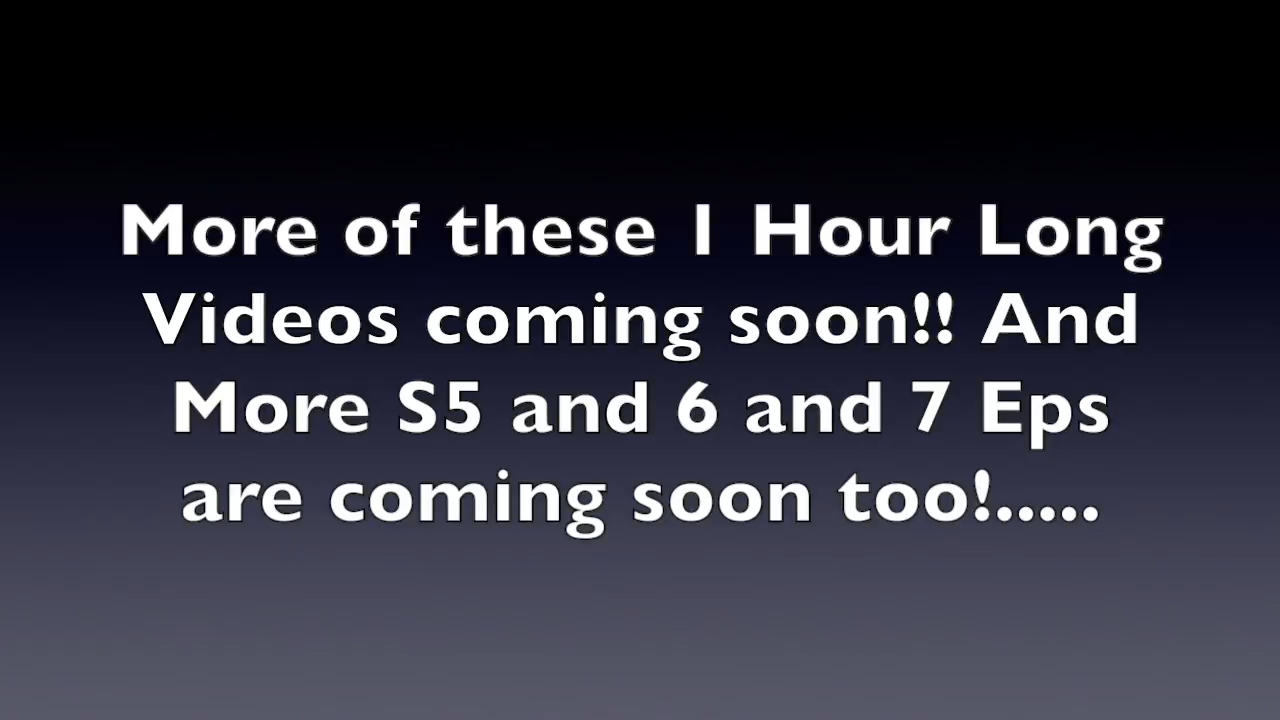 More of these 1 Hour Long
Videos coming soon!! And
More S5 and 6 and 7 Eps
are coming soon too!.....